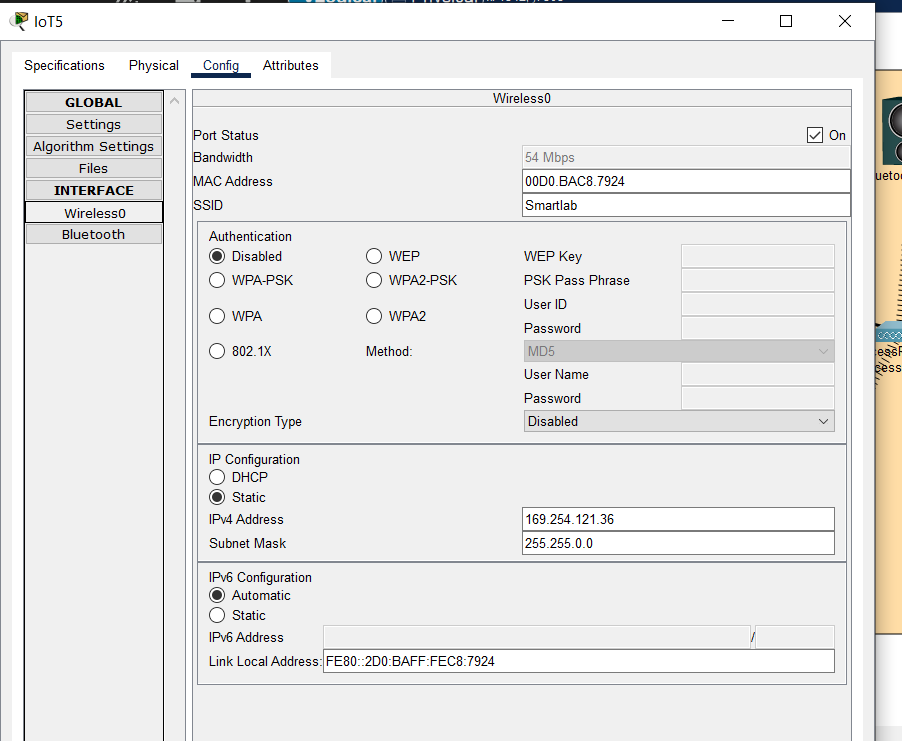 IoT5
Specifications Physical Config Attributes
GLOBAL
Settings
Algorithm Settings
Files
INTERFACE
Wireless0
Bluetooth
Wireless0
Port Status On
Bandwidth 54 Mbps
MAC Address 00D0.BAC8.7924
SSID Smartlab
Authentication
Disabled WEP WEP Key
WPA-PSK WPA2-PSK PSK Pass Phrase
User ID
WPA WPA2
Password
802.1X Method: MD5
User Name
Password
Encryption Type Disabled
IP Configuration
DHCP
Static
IPv4 Address 169.254.121.36
Subnet Mask 255.255.0.0
IPv6 Configuration
Automatic
Static
IPv6 Address /
Link Local Address: FE80::2D0:BAFF:FEC8:7924